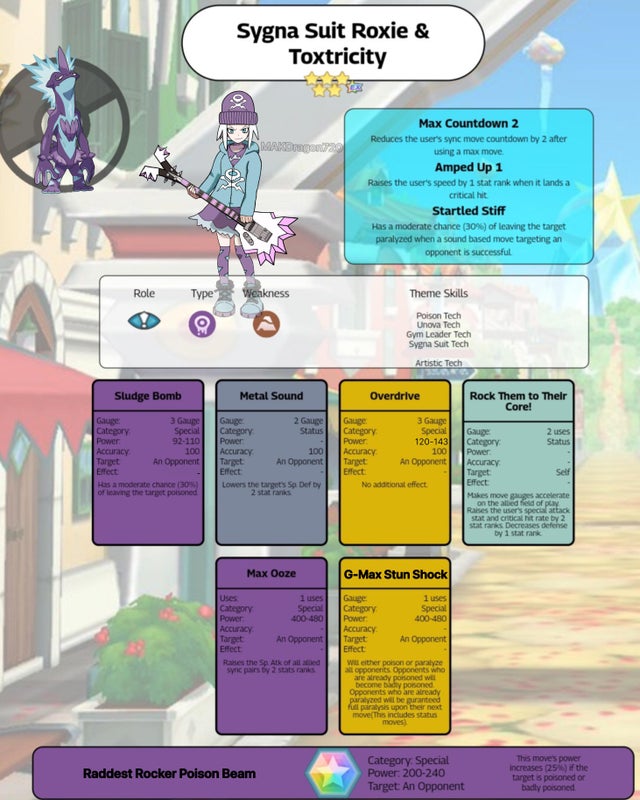 Sygna Suit Roxie &
Toxtricity
EX
MAKDragon729
Max Countdown 2
Reduces the user's sync move countdown by 2 after
using a max move.
Amped Up 1
Raises the user's speed by 1 stat rank when it lands a
critical hit.
Startled Stiff
Has a moderate chance (30%) of leaving the target
paralyzed when a sound based move targeting an
opponent is successful.
Role Type Weakness Theme Skills
Poison Tech
Unova Tech
Gym Leader Tech
Sygna Suit Tech
Artistic Tech
Sludge Bomb
Gauge: 3 Gauge
Category: Special
Power: 92-110
Accuracy: 100
Target: An Opponent
Effect: -
Has a moderate chance (30%)
of leaving the target poisoned.
Metal Sound
Gauge: 2 Gauge
Category: Status
Power: -
Accuracy: 100
Target: An Opponent
Effect: -
Lowers the target's Sp. Def by
2 stat ranks.
Overdrive
Gauge: 3 Gauge
Category: Special
Power: 120-143
Accuracy: 100
Target: An Opponent
Effect: -
No additional effect.
Rock Them to Their
Core!
Gauge: 2 uses
Category: Status
Power: -
Accuracy: -
Target: Self
Effect: -
Makes move gauges accelerate
on the allied field of play.
Raises the user's special attack
stat and critical hit rate by 2
stat ranks. Decreases defense
by 1 stat rank.
Max Ooze
Uses: 1 uses
Category: Special
Power: 400-480
Accuracy: -
Target: An Opponent
Effect: -
Raises the Sp. Atk of all allied
sync pairs by 2 stats ranks.
G-Max Stun Shock
Gauge: 1 uses
Category: Special
Power: 400-480
Accuracy: -
Target: An Opponent
Effect: -
Will either poison or paralyze
all opponents. Opponents who
are already poisoned will
become badly poisoned.
Opponents who are already
paralyzed will be guranteed
full paralysis upon their next
move(This includes status
moves).
Raddest Rocker Poison Beam
Category: Special
Power: 200-240
Target: An Opponent
This move's power
increases (25%) if the
target is poisoned or
badly poisoned.